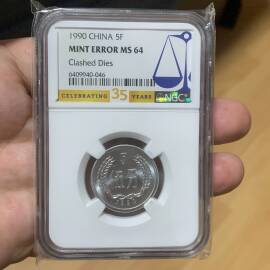 1990 CHINA 5F
MINT ERROR MS 64
Clashed Dies
6409940-046
CELEBRATING 35 YEARS
NGC